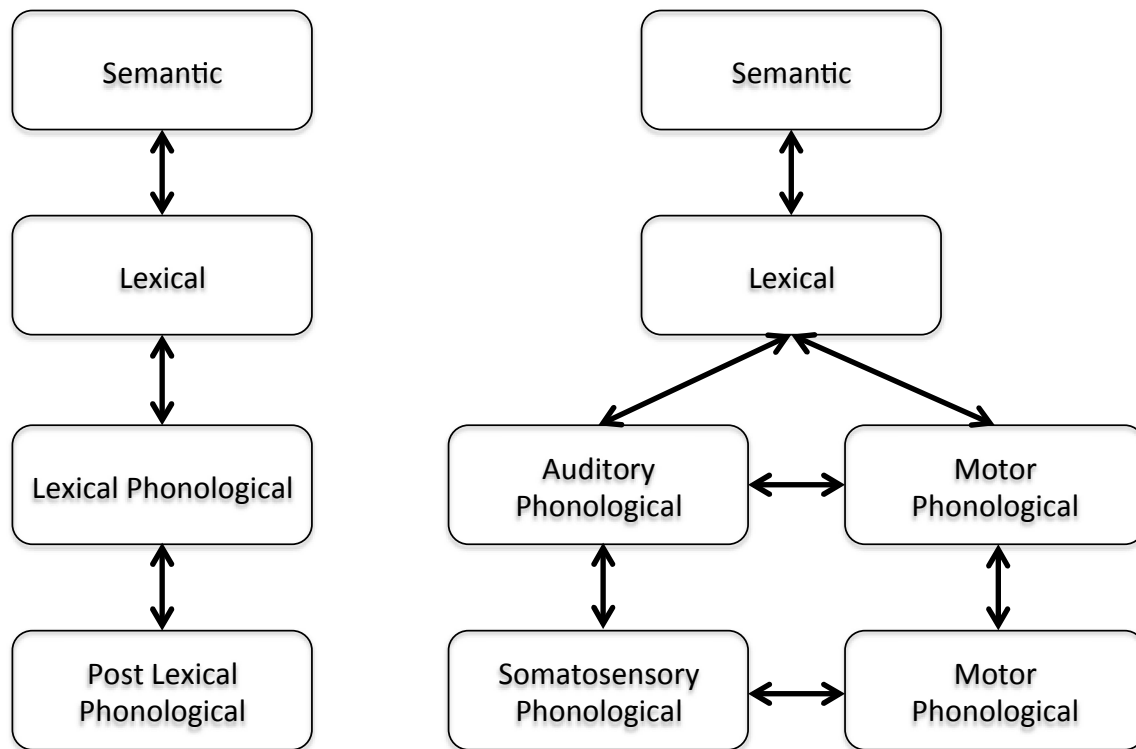 Semantic
Lexical
Lexical Phonological
Post Lexical
Phonological
Semantic
Lexical
Auditory
Phonological
Motor
Phonological
Somatosensory
Phonological
Motor
Phonological